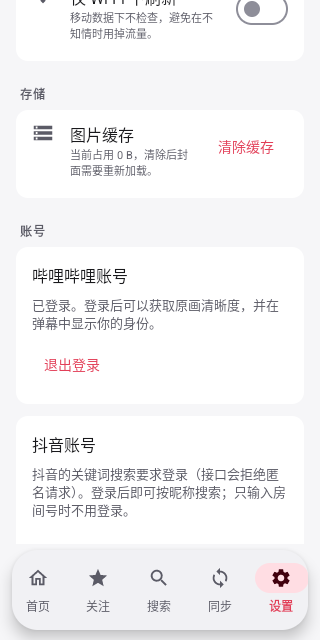 仅 Wi-Fi 下刷新
移动数据下不检查，避免在不
知情时用掉流量。
存储
图片缓存
当前占用 0 B，清除后封
面需要重新加载。
清除缓存
账号
哔哩哔哩账号
已登录。登录后可以获取原画清晰度，并在
弹幕中显示你的身份。
退出登录
抖音账号
抖音的关键词搜索要求登录（接口会拒绝匿
名请求）。登录后即可按昵称搜索；只输入房
间号时不用登录。
首页
关注
搜索
同步
设置